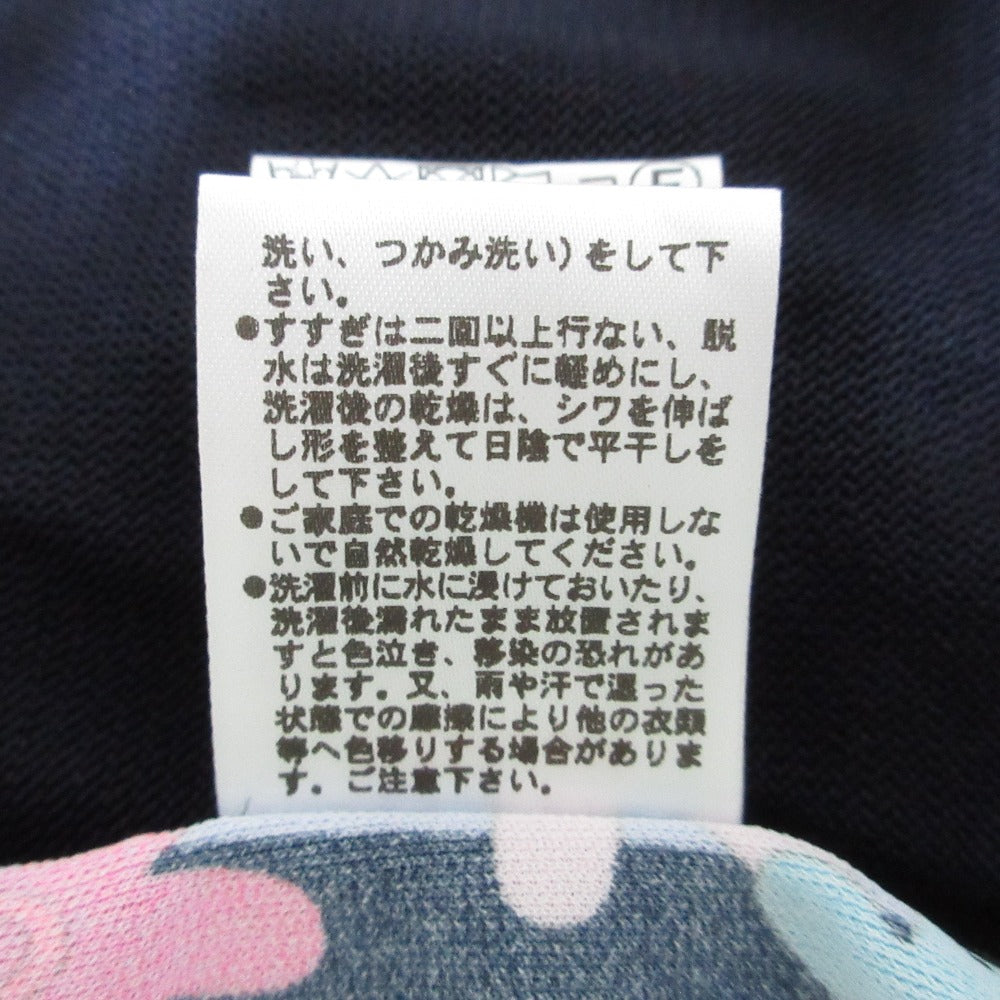 洗い、つかみ洗い)をして下
さい。
●すすぎは二回以上行ない、脱
水は洗濯後すぐに軽めにし、
洗濯後の乾燥は、シワを伸ば
し形を整えて日陰で平干しを
して下さい。
●ご家庭での乾燥機は使用しな
いで自然乾燥してください。
●洗濯前に水に浸けておいたり、
洗濯後濡れたまま放置されま
すと色泣き、移染の恐れがあ
ります。又、雨や汗で湿った
状態での摩擦により他の衣類
等へ色移りする場合がありま
す。ご注意下さい。